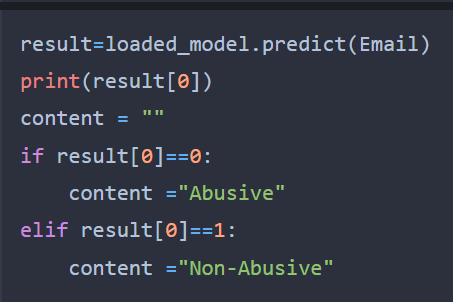 result=loaded_model.predict(Email)
print(result[0])
content = ""
if result[0]==0:
    content ="Abusive"
elif result[0]==1:
    content ="Non-Abusive"